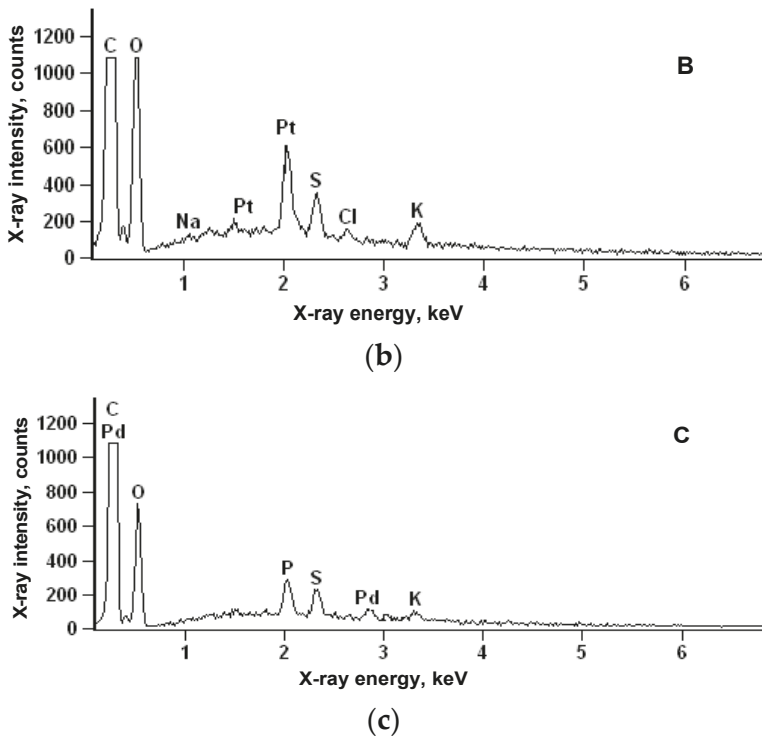 1200
C O
B
1000
800
Pt
600
400
S
Pt
Cl
K
Na
200
0
1 2 3 4 5 6
X-ray intensity, counts
X-ray energy, keV
(b)
C
C
1200
Pd
1000
800
O
600
400
P
S
200
Pd
K
0
1 2 3 4 5 6
X-ray intensity, counts
X-ray energy, keV
(c)